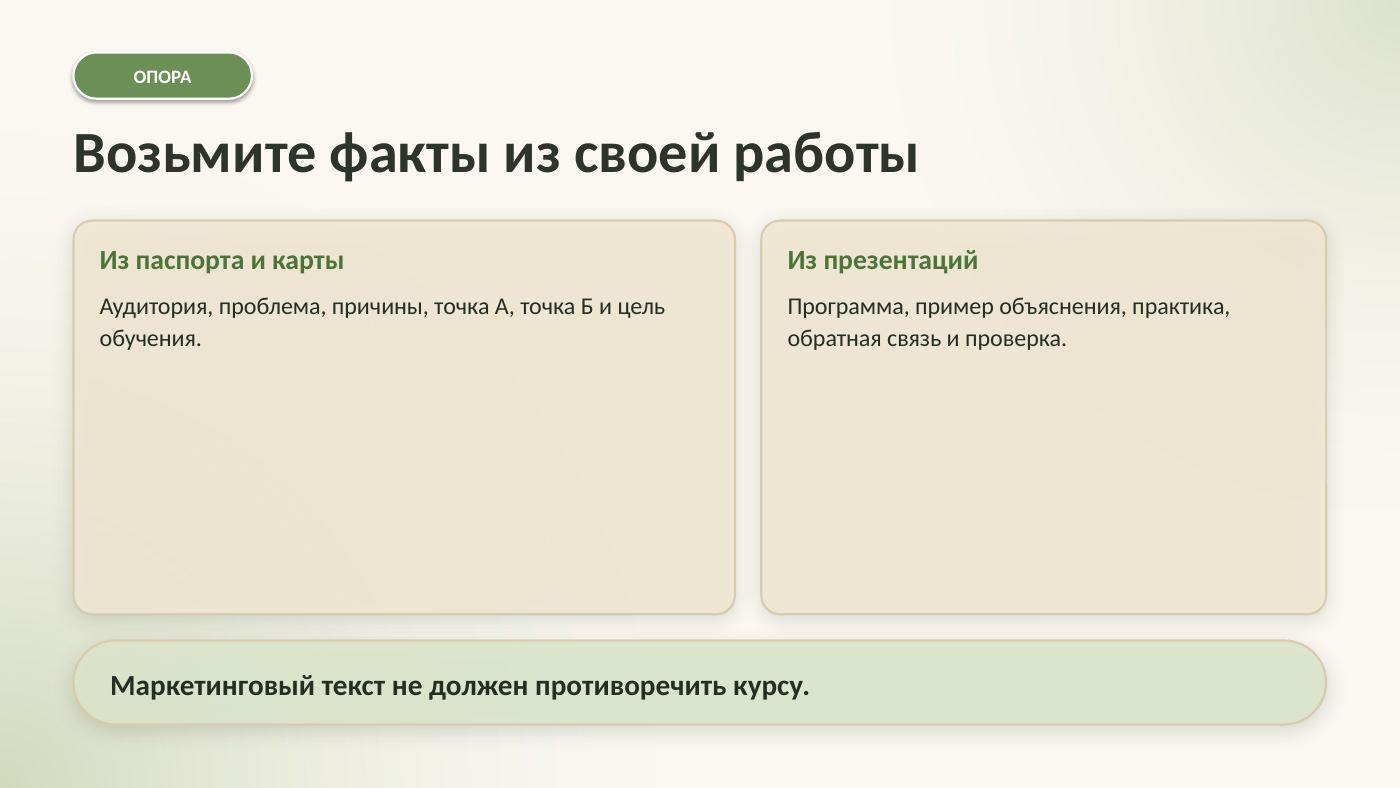 ОПОРА
Возьмите факты из своей работы
Из паспорта и карты
Аудитория, проблема, причины, точка А, точка Б и цель
обучения.
Из презентаций
Программа, пример объяснения, практика,
обратная связь и проверка.
Маркетинговый текст не должен противоречить курсу.